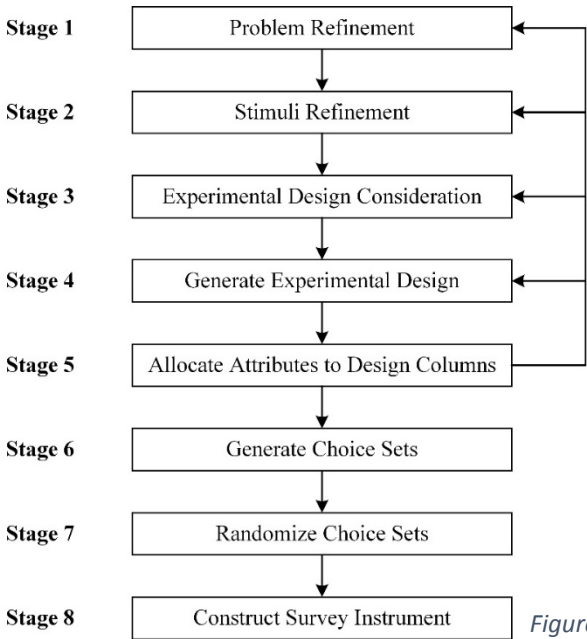 Stage 1 Problem Refinement
Stage 2 Stimuli Refinement
Stage 3 Experimental Design Consideration
Stage 4 Generate Experimental Design
Stage 5 Allocate Attributes to Design Columns
Stage 6 Generate Choice Sets
Stage 7 Randomize Choice Sets
Stage 8 Construct Survey Instrument Figure